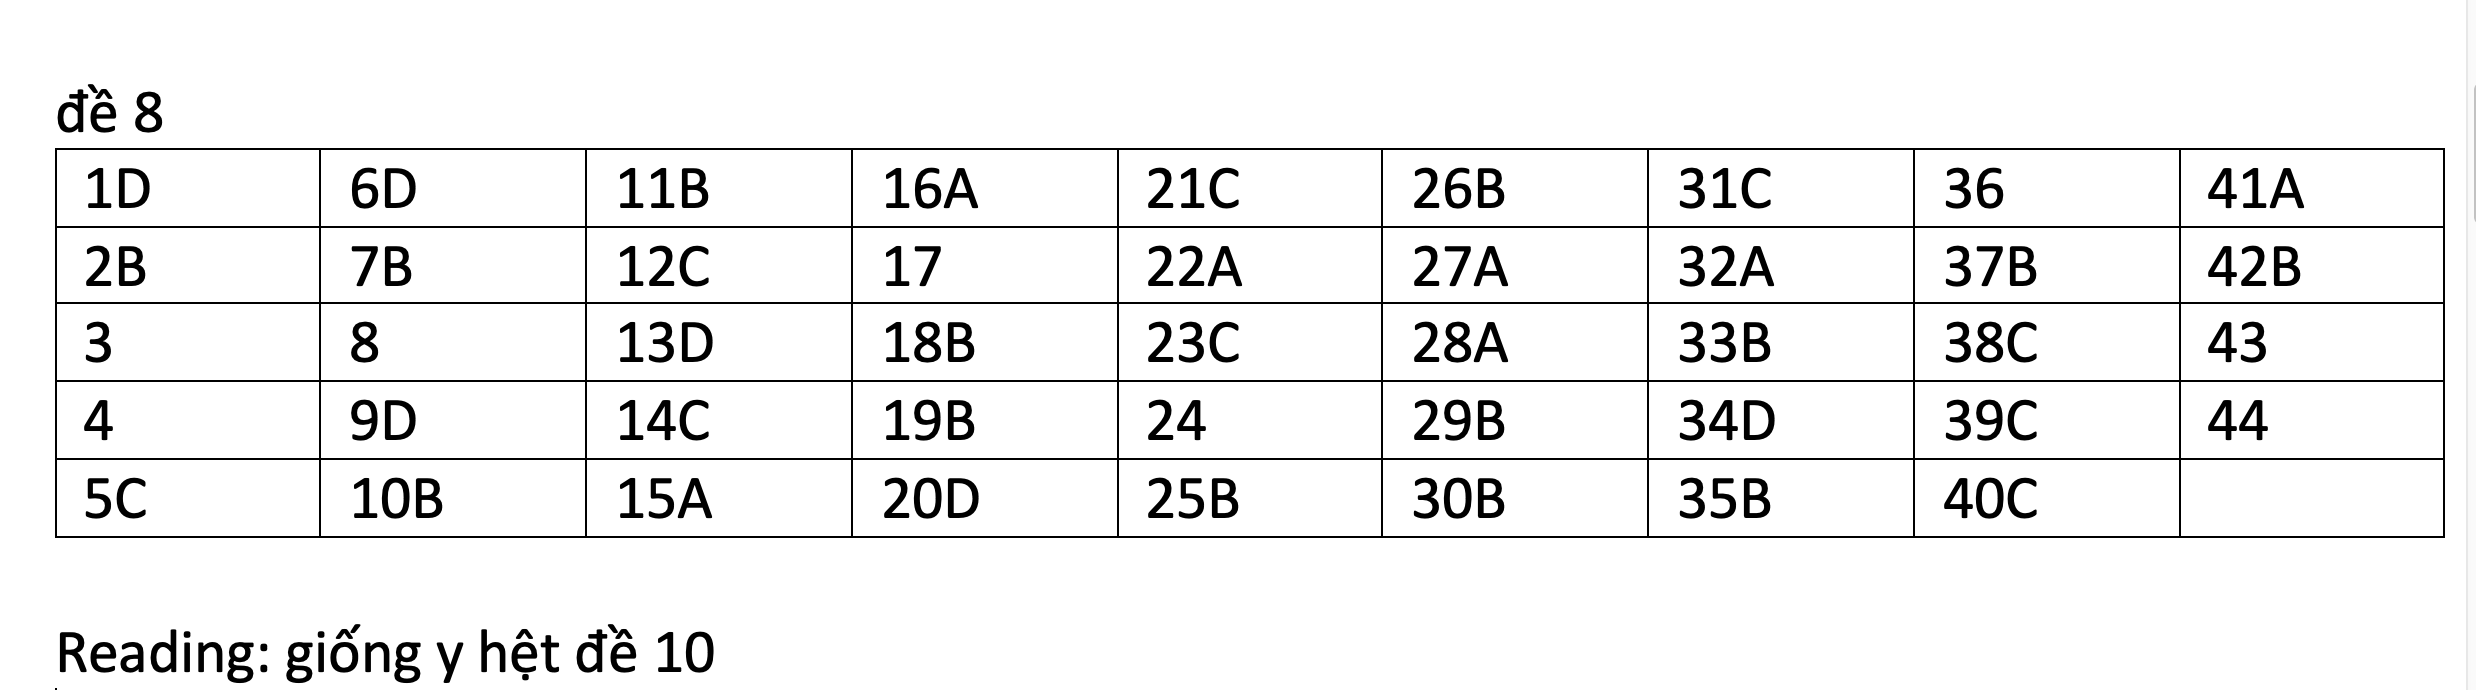 đề 8
1D 6D 11B 16A 21C 26B 31C 36 41A
2B 7B 12C 17 22A 27A 32A 37B 42B
3 8 13D 18B 23C 28A 33B 38C 43
4 9D 14C 19B 24 29B 34D 39C 44
5C 10B 15A 20D 25B 30B 35B 40C
Reading: giống y hệt đề 10